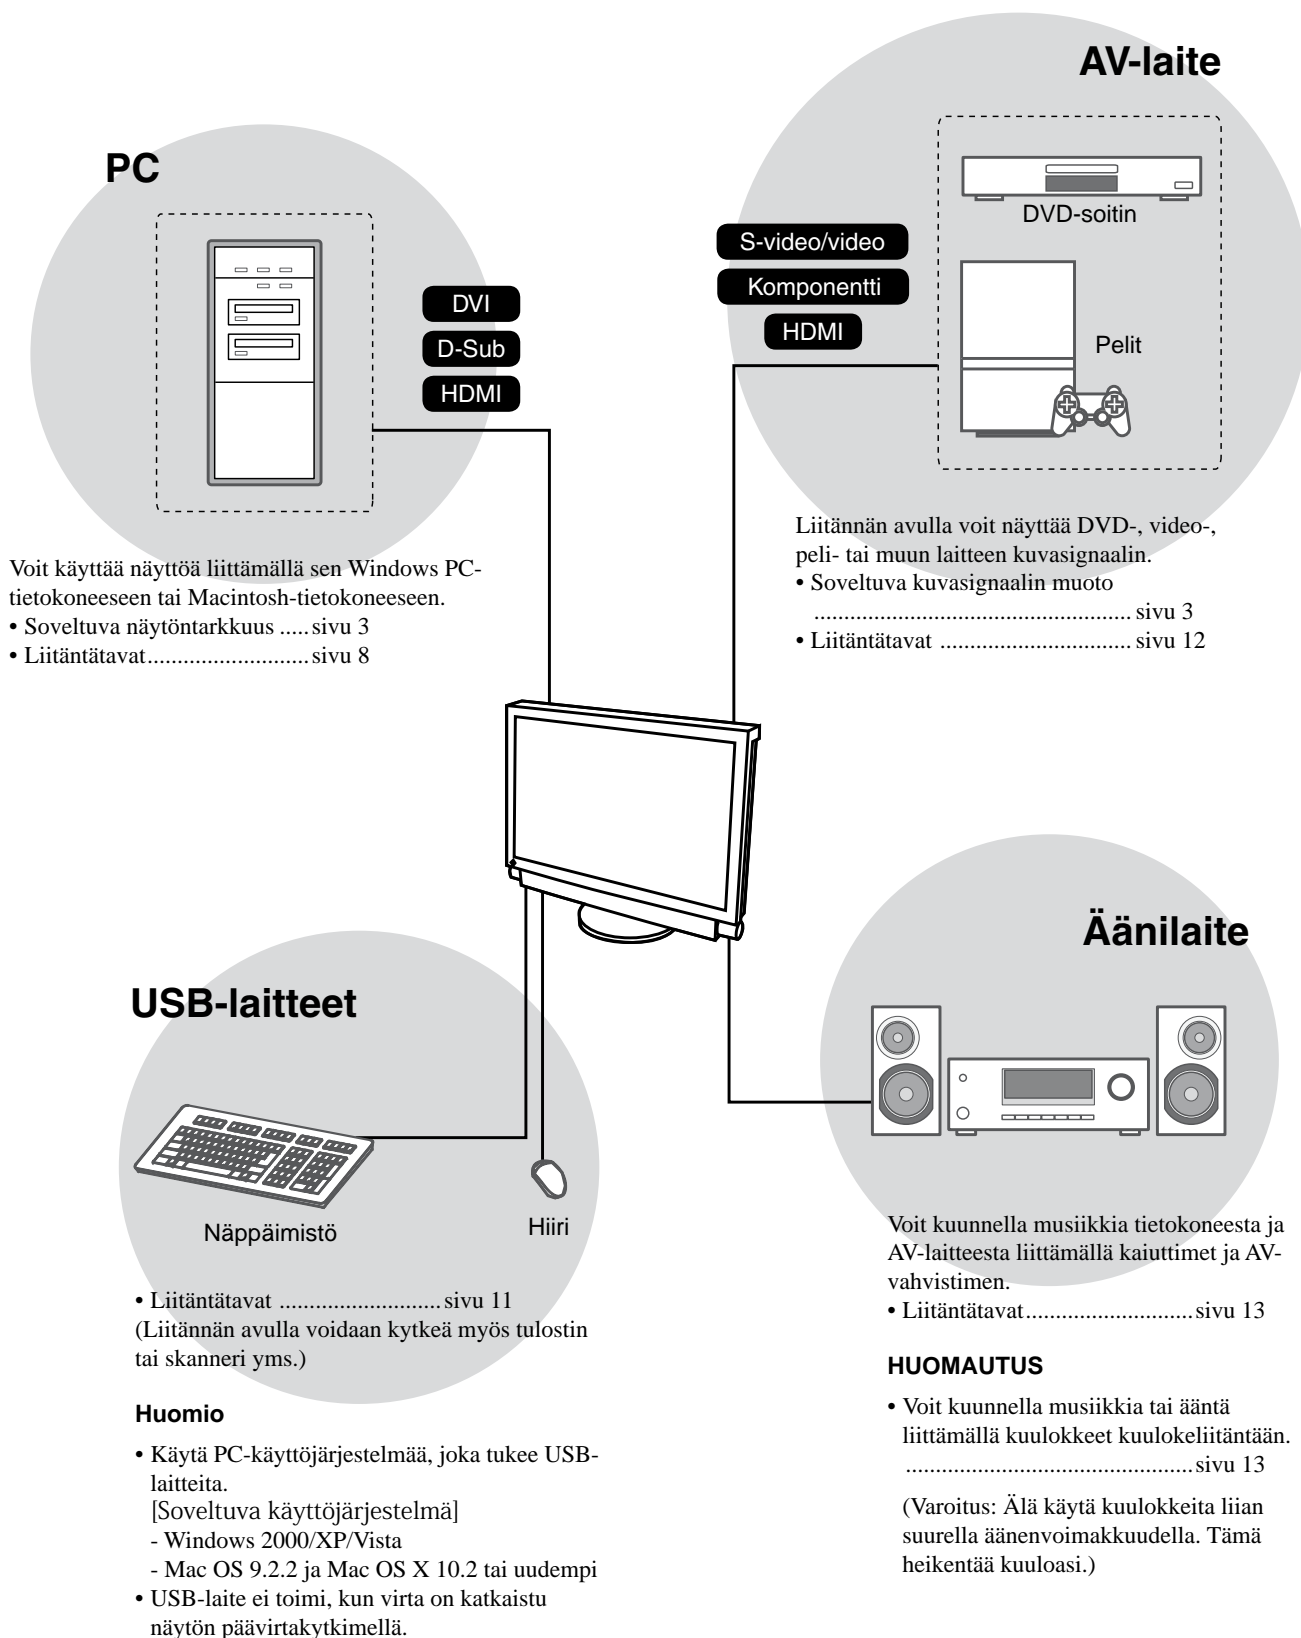 AV-laite
DVD-soitin
S-video/video
Komponentti
HDMI
Pelit
PC
DVI
D-Sub
HDMI
Liitännän avulla voit näyttää DVD-, video-,
peli- tai muun laitteen kuvasignaalin.
• Soveltuva kuvasignaalin muoto
..................................................... sivu 3
• Liitäntätavat ................................ sivu 12
Voit käyttää näyttöä liittämällä sen Windows PC-
tietokoneeseen tai Macintosh-tietokoneeseen.
• Soveltuva näytöntarkkuus ..... sivu 3
• Liitäntätavat........................... sivu 8
USB-laitteet
Näppäimistö
Hiiri
• Liitäntätavat ........................... sivu 11
(Liitännän avulla voidaan kytkeä myös tulostin
tai skanneri yms.)
Huomio
• Käytä PC-käyttöjärjestelmää, joka tukee USB-
laitteita.
[Soveltuva käyttöjärjestelmä]
- Windows 2000/XP/Vista
- Mac OS 9.2.2 ja Mac OS X 10.2 tai uudempi
• USB-laite ei toimi, kun virta on katkaistu
näytön päävirtakytkimellä.
Äänilaite
Voit kuunnella musiikkia tietokoneesta ja
AV-laitteesta liittämällä kaiuttimet ja AV-
vahvistimen.
• Liitäntätavat............................ sivu 13
HUOMAUTUS
• Voit kuunnella musiikkia tai ääntä
liittämällä kuulokkeet kuulokeliitäntään.
................................................ sivu 13
(Varoitus: Älä käytä kuulokkeita liian
suurella äänenvoimakkuudella. Tämä
heikentää kuuloasi.)